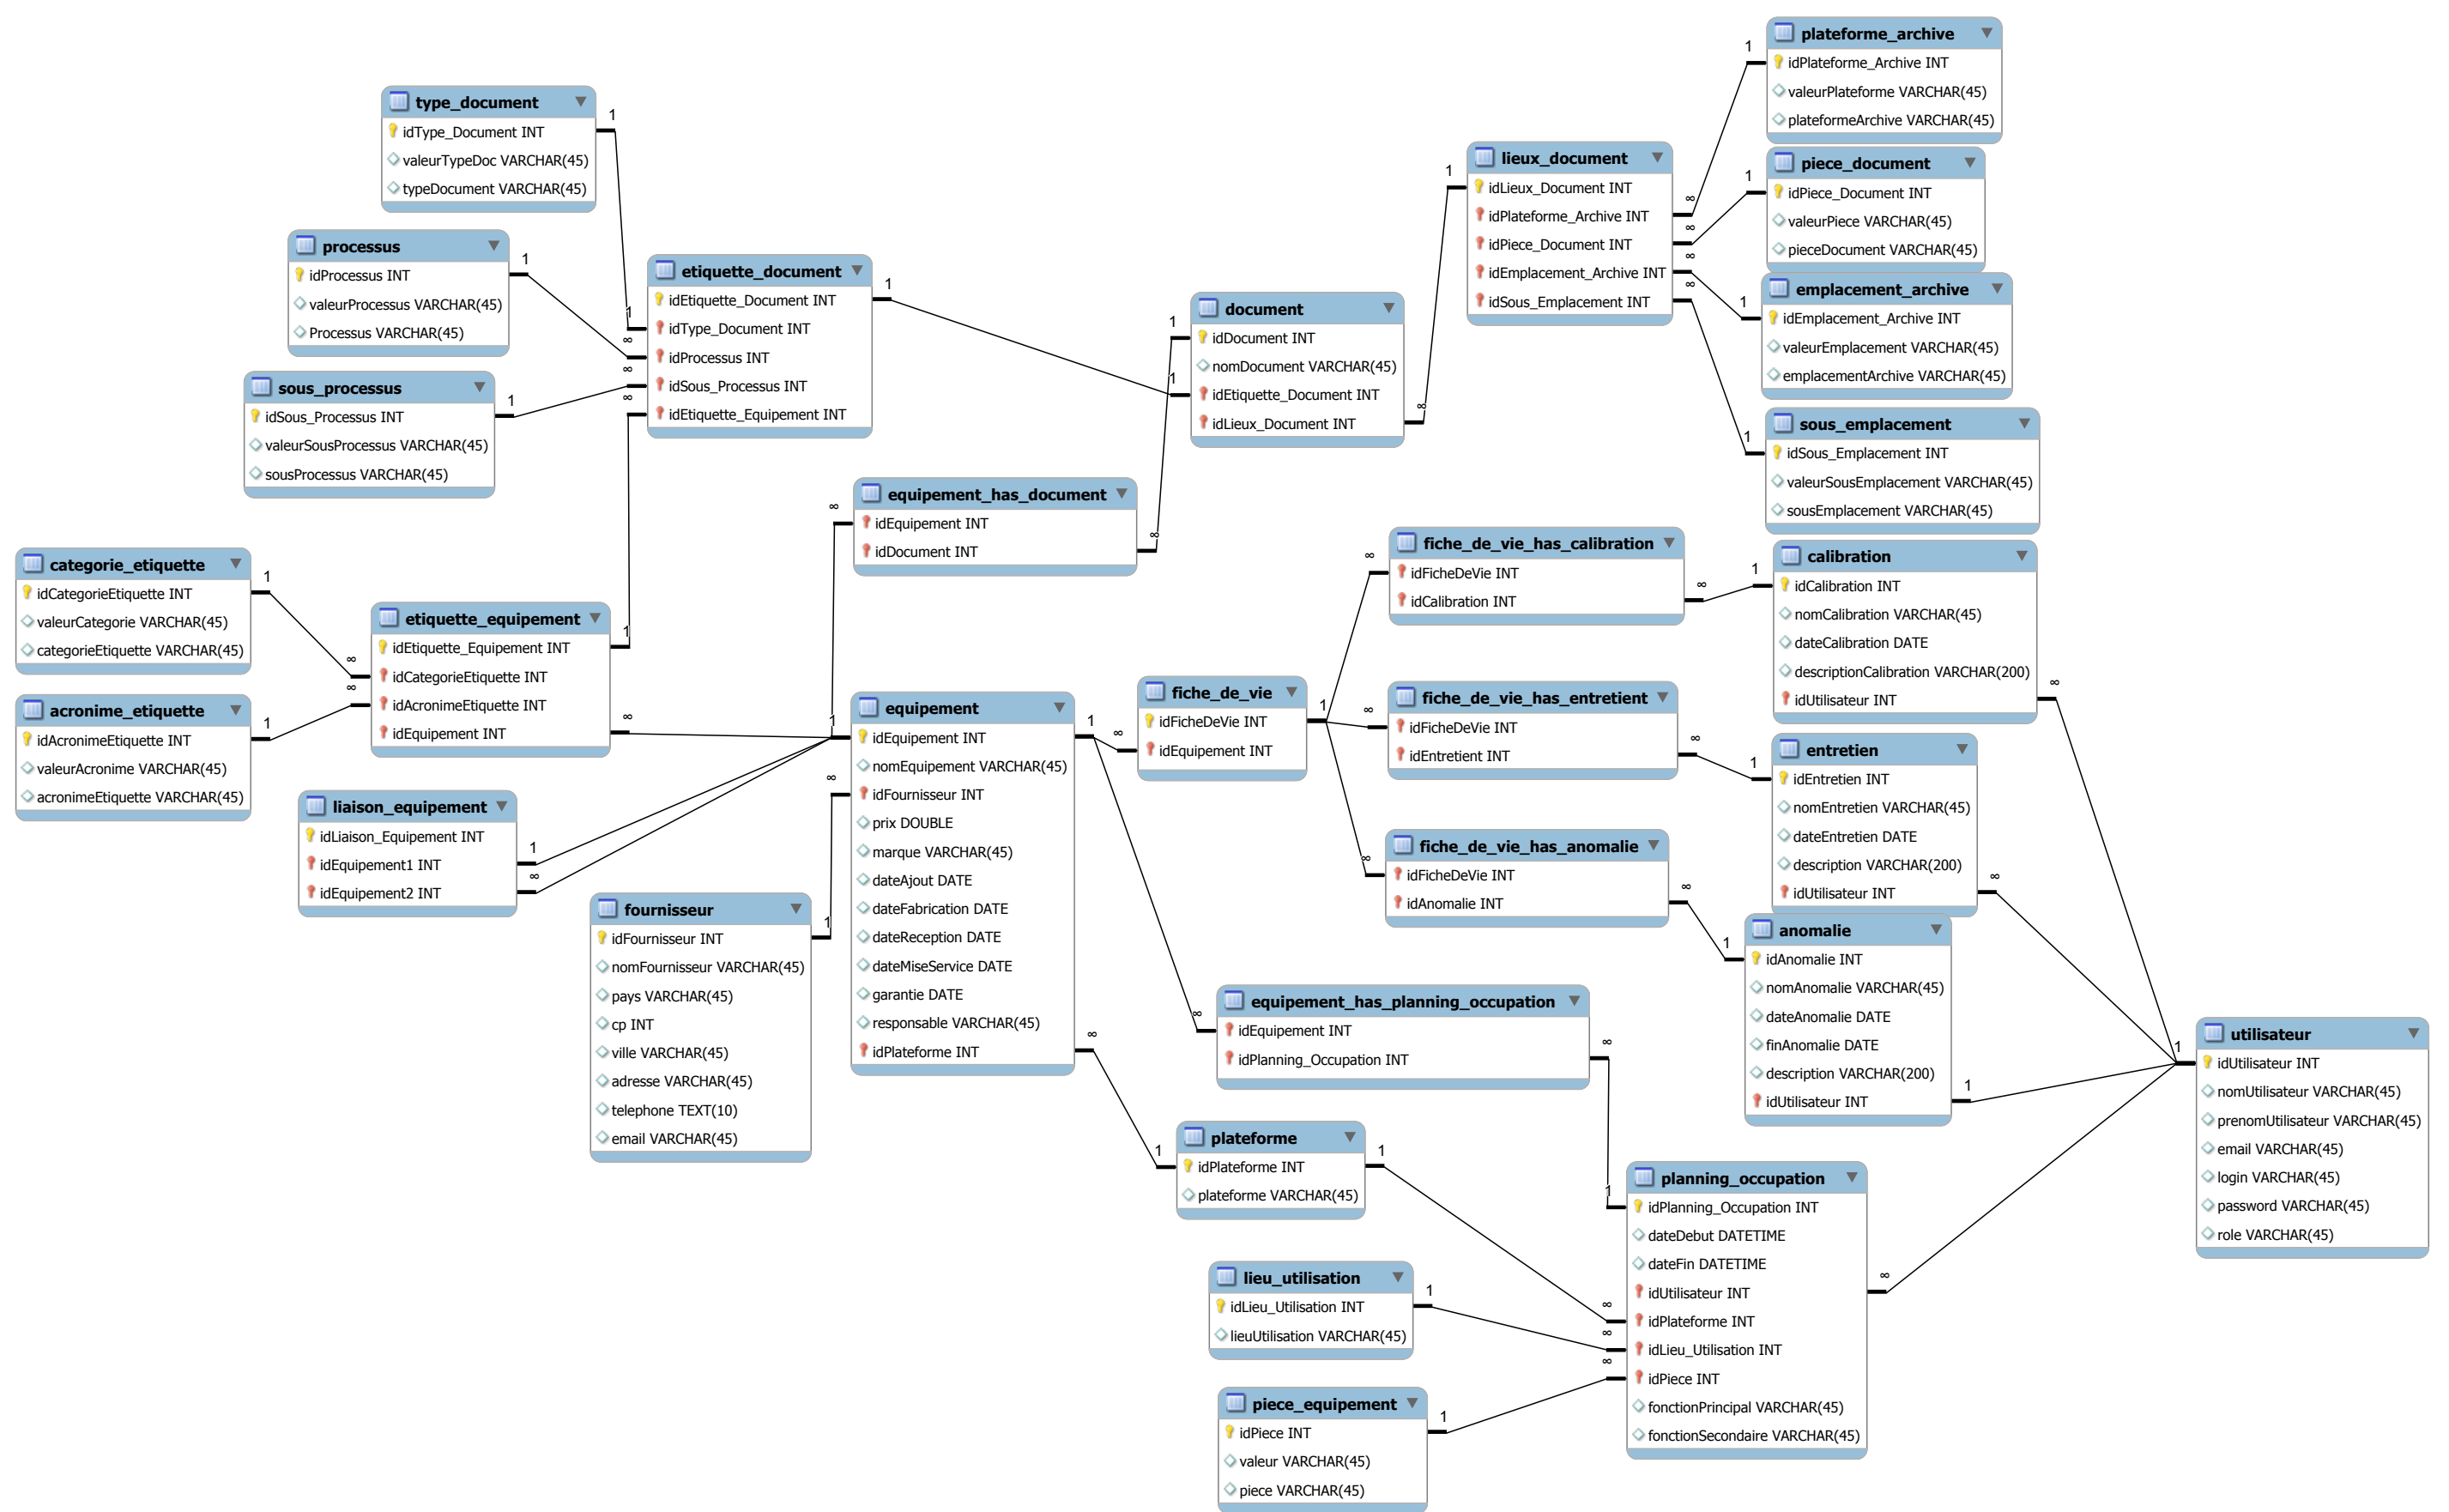 plateforme_archive
idPlateforme_Archive INT
valeurPlateforme VARCHAR(45)
plateformeArchive VARCHAR(45)
type_document
idType_Document INT
valeurTypeDoc VARCHAR(45)
typeDocument VARCHAR(45)
lieux_document
idLieux_Document INT
idPlateforme_Archive INT
idPiece_Document INT
idEmplacement_Archive INT
idSous_Emplacement INT
piece_document
idPiece_Document INT
valeurPiece VARCHAR(45)
pieceDocument VARCHAR(45)
processus
idProcessus INT
valeurProcessus VARCHAR(45)
Processus VARCHAR(45)
etiquette_document
idEtiquette_Document INT
idType_Document INT
idProcessus INT
idSous_Processus INT
idEtiquette_Equipement INT
emplacement_archive
idEmplacement_Archive INT
valeurEmplacement VARCHAR(45)
emplacementArchive VARCHAR(45)
document
idDocument INT
nomDocument VARCHAR(45)
idEtiquette_Document INT
idLieux_Document INT
sous_processus
idSous_Processus INT
valeurSousProcessus VARCHAR(45)
sousProcessus VARCHAR(45)
sous_emplacement
idSous_Emplacement INT
valeurSousEmplacement VARCHAR(45)
sousEmplacement VARCHAR(45)
equipement_has_document
idEquipement INT
idDocument INT
fiche_de_vie_has_calibration
idFicheDeVie INT
idCalibration INT
calibration
idCalibration INT
nomCalibration VARCHAR(45)
dateCalibration DATE
descriptionCalibration VARCHAR(200)
idUtilisateur INT
categorie_etiquette
idCategorieEtiquette INT
valeurCategorie VARCHAR(45)
categorieEtiquette VARCHAR(45)
etiquette_equipement
idEtiquette_Equipement INT
idCategorieEtiquette INT
idAcronimeEtiquette INT
idEquipement INT
acronime_etiquette
idAcronimeEtiquette INT
valeurAcronime VARCHAR(45)
acronimeEtiquette VARCHAR(45)
equipement
idEquipement INT
nomEquipement VARCHAR(45)
idFournisseur INT
prix DOUBLE
marque VARCHAR(45)
dateAjout DATE
dateFabrication DATE
dateReception DATE
dateMiseService DATE
garantie DATE
responsable VARCHAR(45)
idPlateforme INT
fiche_de_vie
idFicheDeVie INT
idEquipement INT
fiche_de_vie_has_entretient
idFicheDeVie INT
idEntretient INT
entretien
idEntretien INT
nomEntretien VARCHAR(45)
dateEntretien DATE
description VARCHAR(200)
idUtilisateur INT
liaison_equipement
idLiaison_Equipement INT
idEquipement1 INT
idEquipement2 INT
fiche_de_vie_has_anomalie
idFicheDeVie INT
idAnomalie INT
fournisseur
idFournisseur INT
nomFournisseur VARCHAR(45)
pays VARCHAR(45)
cp INT
ville VARCHAR(45)
adresse VARCHAR(45)
telephone TEXT(10)
email VARCHAR(45)
anomalie
idAnomalie INT
nomAnomalie VARCHAR(45)
dateAnomalie DATE
finAnomalie DATE
description VARCHAR(200)
idUtilisateur INT
equipement_has_planning_occupation
idEquipement INT
idPlanning_Occupation INT
utilisateur
idUtilisateur INT
nomUtilisateur VARCHAR(45)
prenomUtilisateur VARCHAR(45)
email VARCHAR(45)
login VARCHAR(45)
password VARCHAR(45)
role VARCHAR(45)
plateforme
idPlateforme INT
plateforme VARCHAR(45)
planning_occupation
idPlanning_Occupation INT
dateDebut DATETIME
dateFin DATETIME
idUtilisateur INT
idPlateforme INT
idLieu_Utilisation INT
idPiece INT
fonctionPrincipal VARCHAR(45)
fonctionSecondaire VARCHAR(45)
lieu_utilisation
idLieu_Utilisation INT
lieuUtilisation VARCHAR(45)
piece_equipement
idPiece INT
valeur VARCHAR(45)
piece VARCHAR(45)